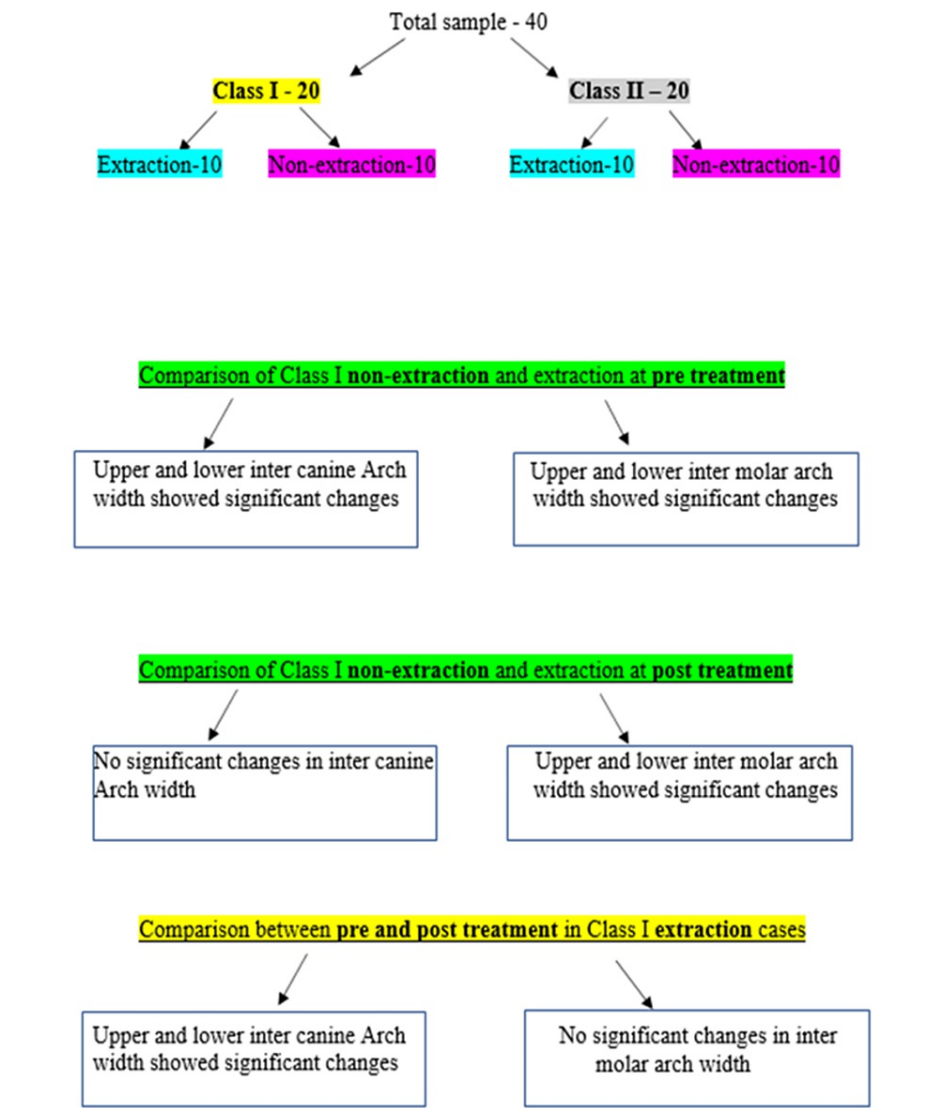 Total sample - 40
Class I - 20
Class II – 20
Extraction-10
Non-extraction-10
Extraction-10
Non-extraction-10
Comparison of Class I non-extraction and extraction at pre treatment
Upper and lower inter canine Arch
width showed significant changes
Upper and lower inter molar arch
width showed significant changes
Comparison of Class I non-extraction and extraction at post treatment
No significant changes in inter canine
Arch width
Upper and lower inter molar arch
width showed significant changes
Comparison between pre and post treatment in Class I extraction cases
Upper and lower inter canine Arch
width showed significant changes
No significant changes in inter
molar arch width